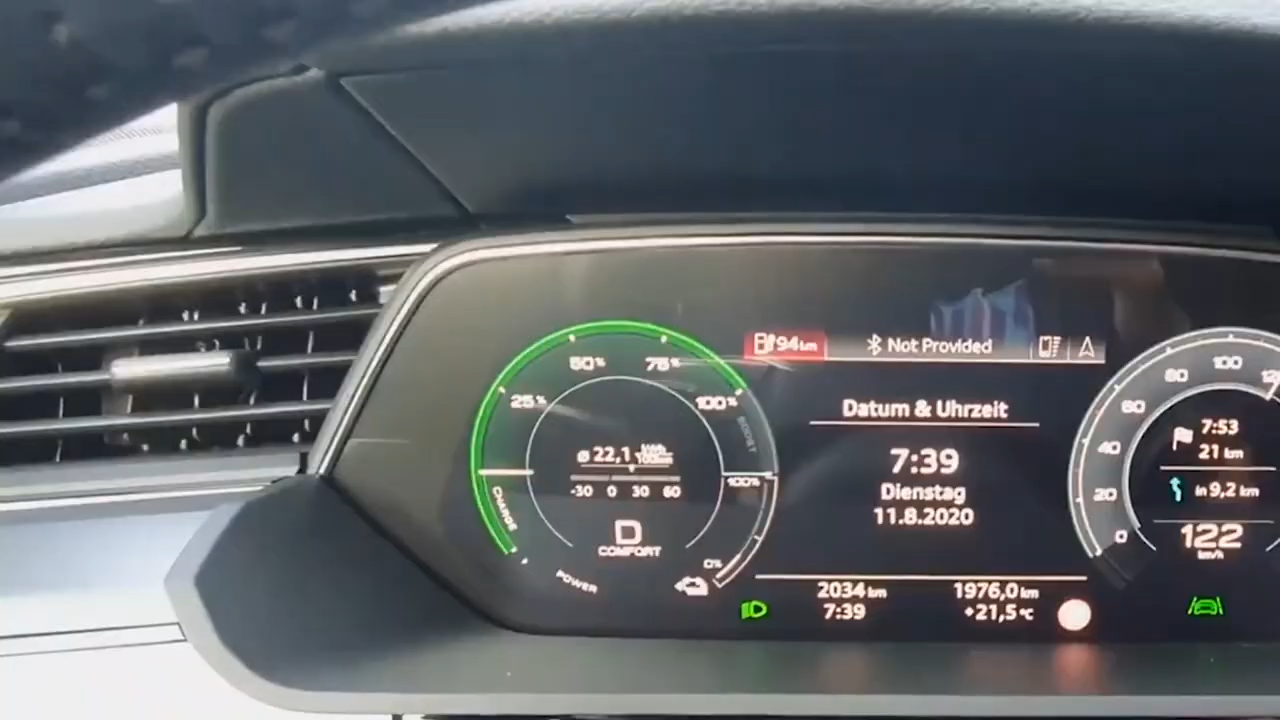 94km
Not Provided
50%
75%
25%
100%
BOOST
Datum & Uhrzeit
ø 22,1 kWh/100km
-30 0 30 60
100%
CHARGE
7:39
Dienstag
11.8.2020
D
COMFORT
0%
POWER
2034 km
1976,0 km
7:39
+21,5 °C
100
80
60
40
20
0
7:53
21 km
in 9,2 km
122
km/h